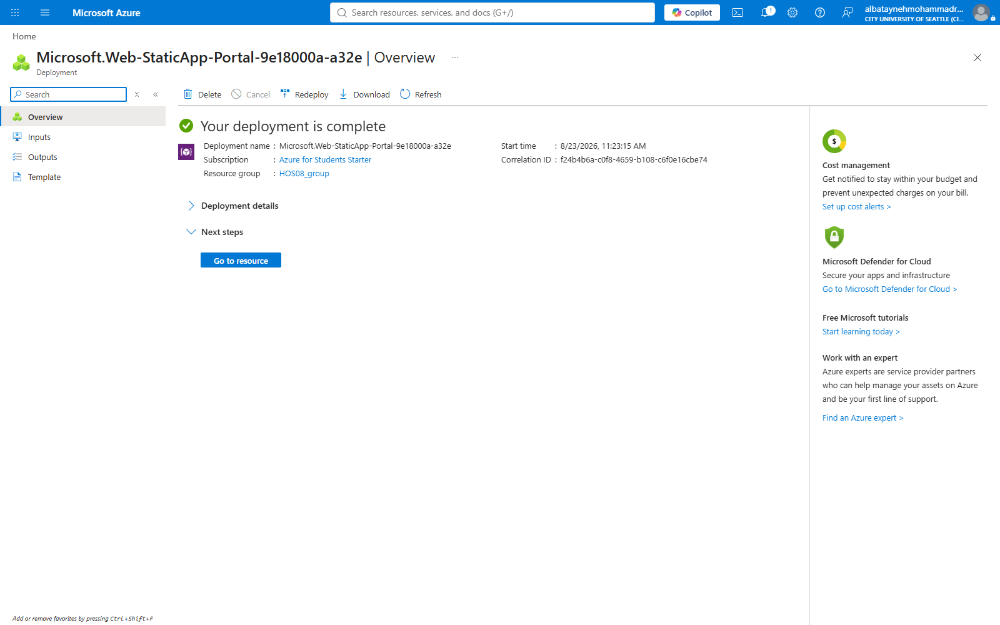 Microsoft Azure
Search resources, services, and docs (G+/)
Copilot
1
albataynehmohammadr...
CITY UNIVERSITY OF SEATTLE (CI...
Home
Microsoft.Web-StaticApp-Portal-9e18000a-a32e | Overview
...
Deployment
Search
Delete
Cancel
Redeploy
Download
Refresh
Overview
Inputs
Outputs
Template
Your deployment is complete
Deployment name : Microsoft.Web-StaticApp-Portal-9e18000a-a32e
Subscription : Azure for Students Starter
Resource group : HOS08_group
Start time : 8/23/2026, 11:23:15 AM
Correlation ID : f24b4b6a-c0f8-4659-b108-c6f0e16cbe74
Deployment details
Next steps
Go to resource
$
Cost management
Get notified to stay within your budget and
prevent unexpected charges on your bill.
Set up cost alerts >
Microsoft Defender for Cloud
Secure your apps and infrastructure
Go to Microsoft Defender for Cloud >
Free Microsoft tutorials
Start learning today >
Work with an expert
Azure experts are service provider partners
who can help manage your assets on Azure
and be your first line of support.
Find an Azure expert >
Add or remove favorites by pressing Ctrl+Shift+F